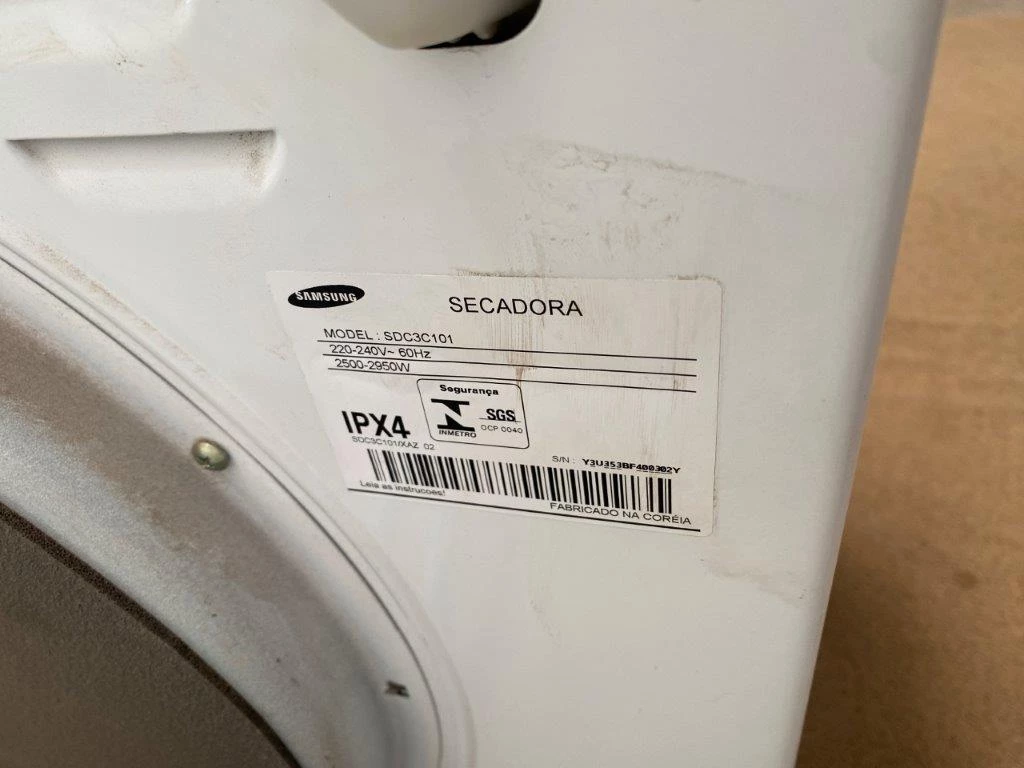 SAMSUNG
SECADORA
MODEL : SDC3C101
220-240V~ 60Hz
2500-2950W
Segurança
SGS
INMETRO
OCP 0040
IPX4
SDC3C101/XAZ 02
S/N : Y3U353BF400302Y
Leia as instrucoes!
FABRICADO NA CORÉIA